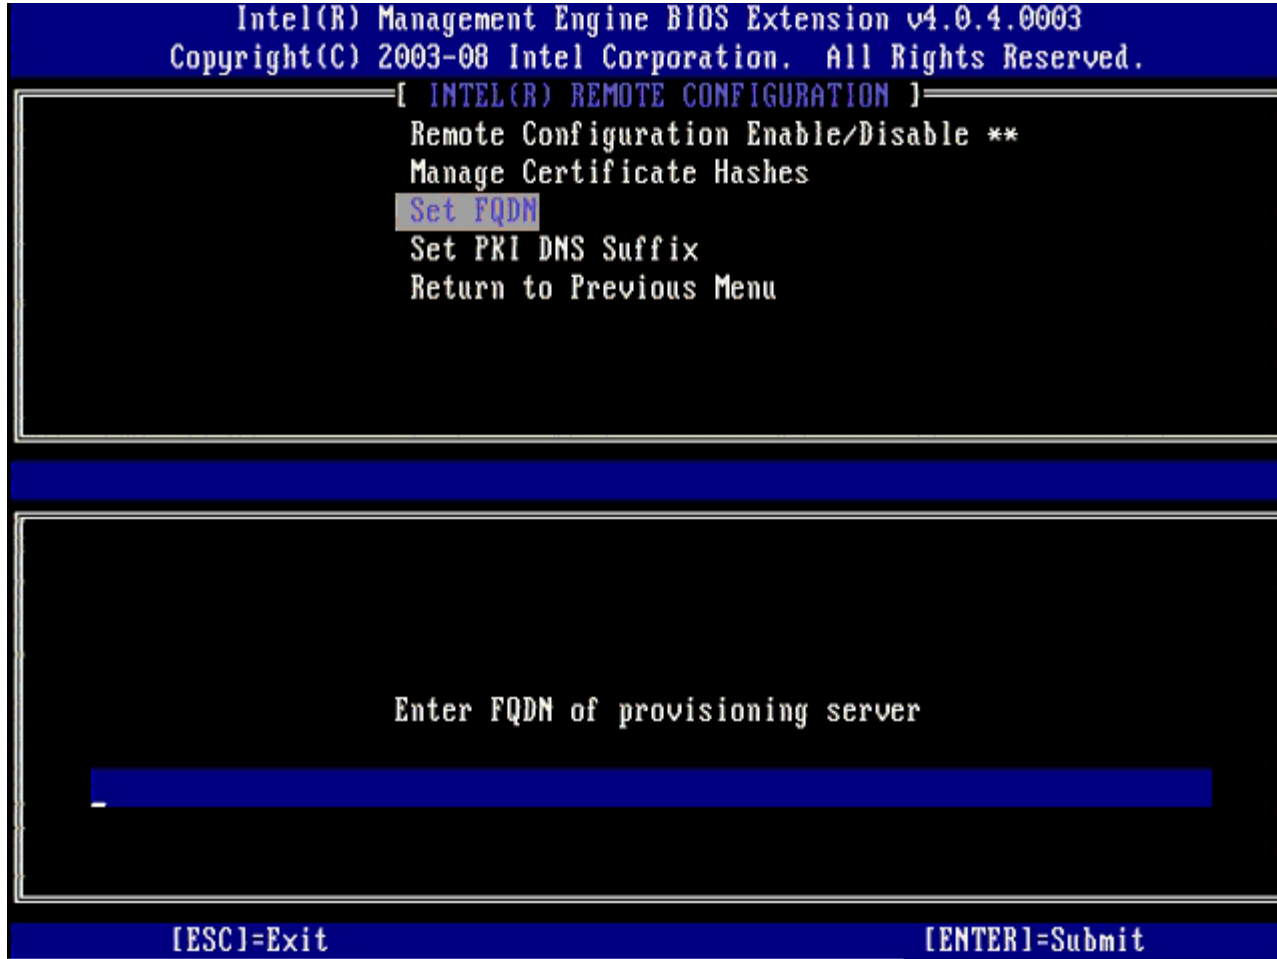 Intel(R) Management Engine BIOS Extension v4.0.4.0003
Copyright(C) 2003-08 Intel Corporation. All Rights Reserved.
[ INTEL(R) REMOTE CONFIGURATION ]
Remote Configuration Enable/Disable **
Manage Certificate Hashes
Set FQDN
Set PKI DNS Suffix
Return to Previous Menu
Enter FQDN of provisioning server
[ESC]=Exit [ENTER]=Submit